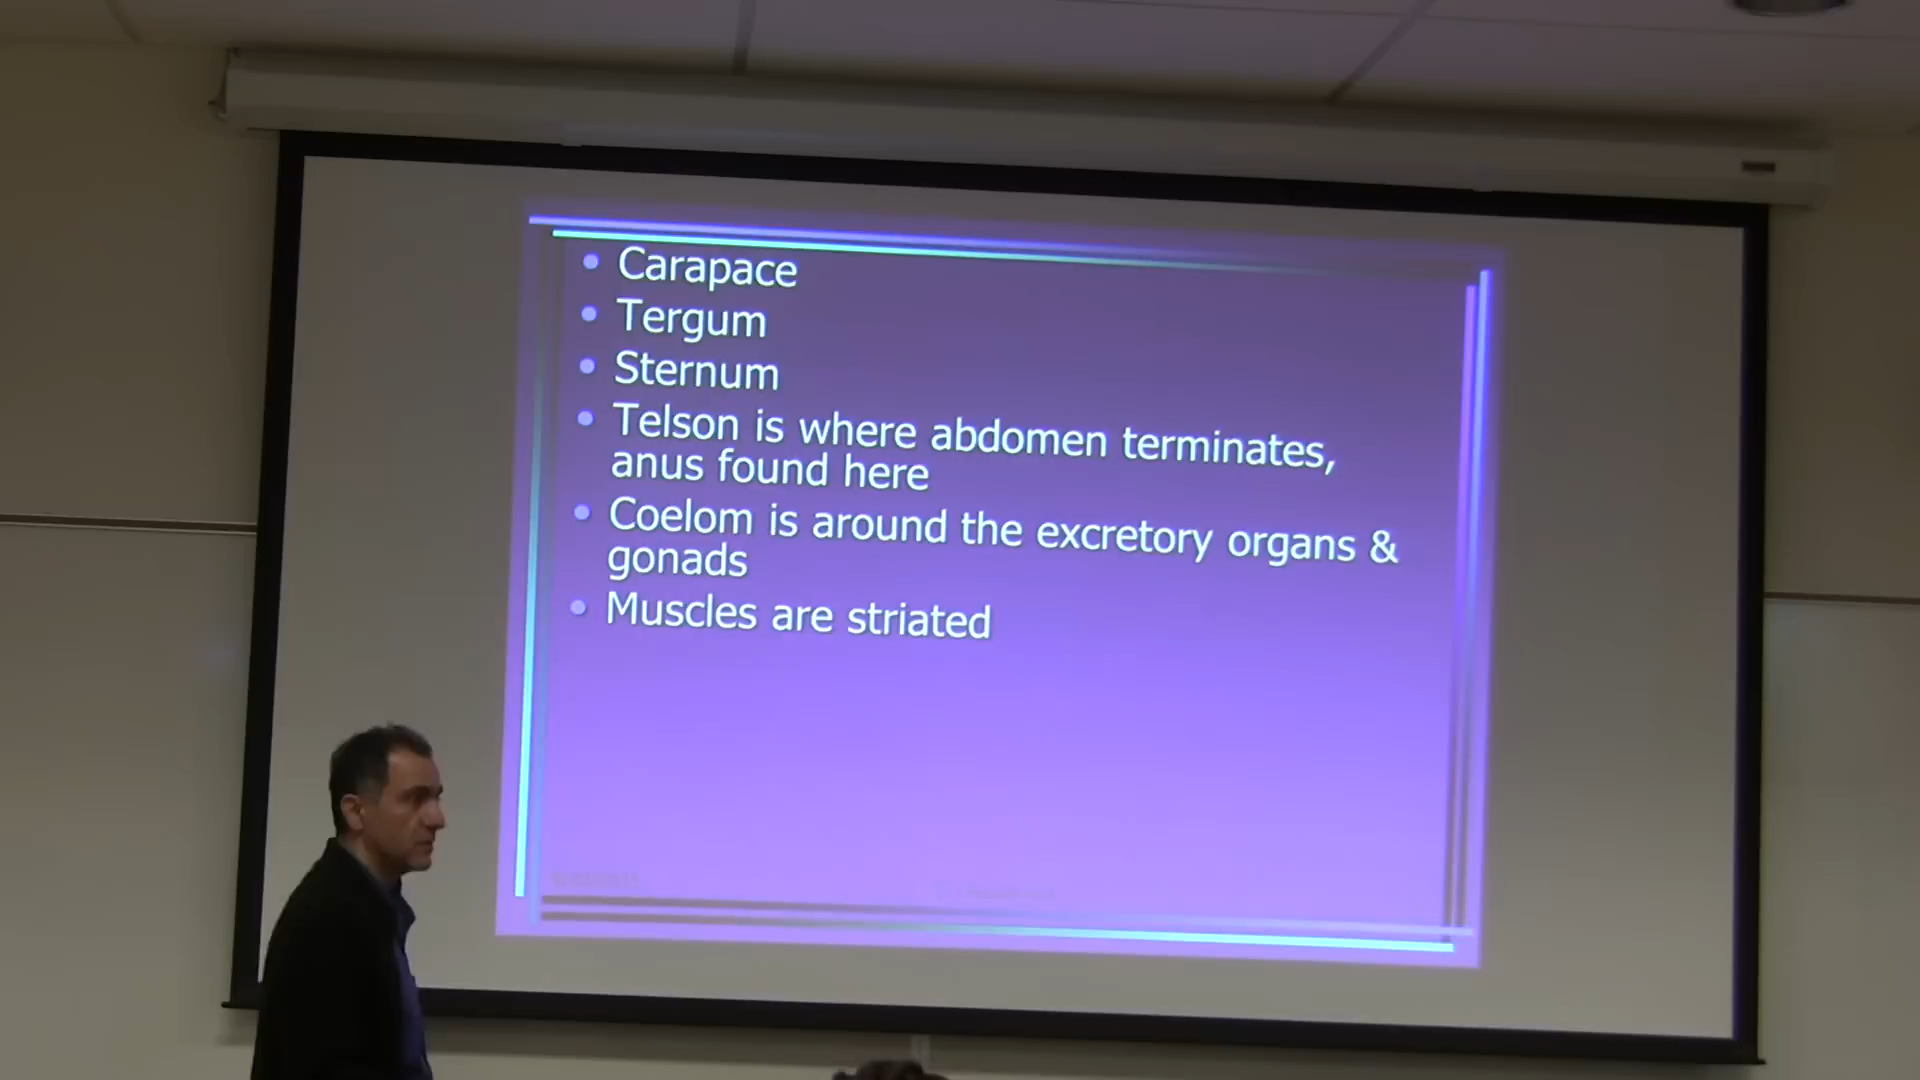 • Carapace
• Tergum
• Sternum
• Telson is where abdomen terminates,
anus found here
• Coelom is around the excretory organs &
gonads
• Muscles are striated